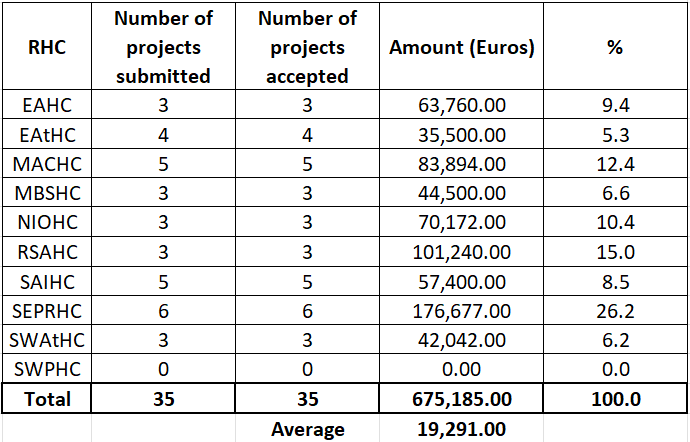 RHC Number of projects submitted Number of projects accepted Amount (Euros) %
EAHC 3 3 63,760.00 9.4
EAtHC 4 4 35,500.00 5.3
MACHC 5 5 83,894.00 12.4
MBSHC 3 3 44,500.00 6.6
NIOHC 3 3 70,172.00 10.4
RSAHC 3 3 101,240.00 15.0
SAIHC 5 5 57,400.00 8.5
SEPRHC 6 6 176,677.00 26.2
SWAtHC 3 3 42,042.00 6.2
SWPHC 0 0 0.00 0.0
Total 35 35 675,185.00 100.0
Average 19,291.00